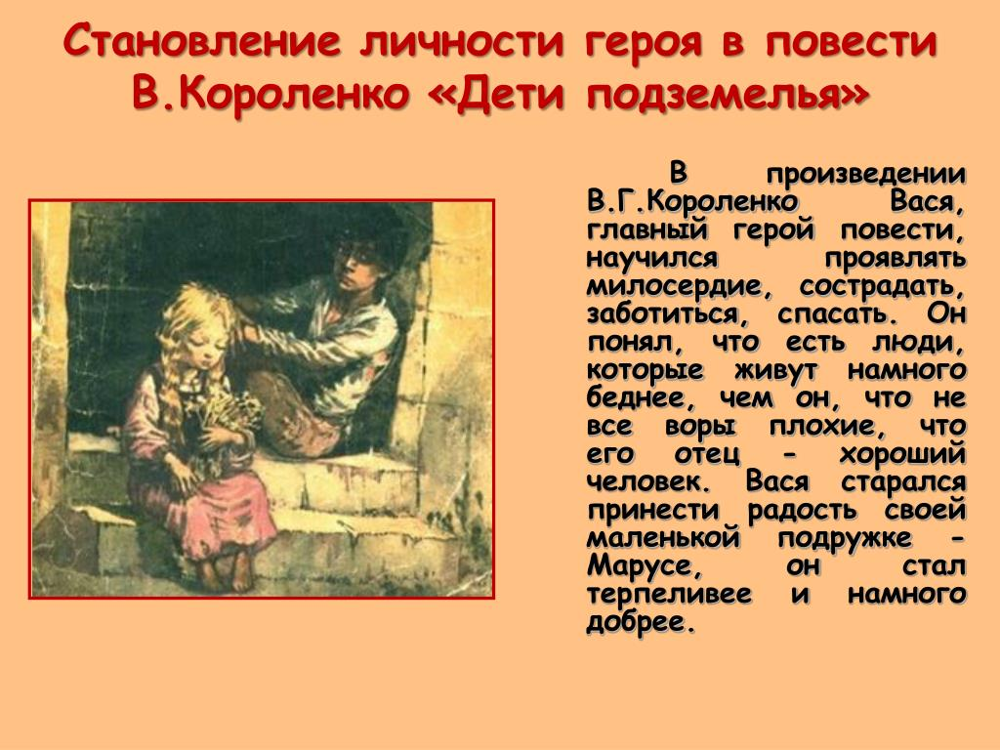 Становление личности героя в повести
В.Короленко «Дети подземелья»
В произведении
В.Г.Короленко Вася,
главный герой повести,
научился проявлять
милосердие, сострадать,
заботиться, спасать. Он
понял, что есть люди,
которые живут намного
беднее, чем он, что не
все воры плохие, что
его отец - хороший
человек. Вася старался
принести радость своей
маленькой подружке -
Марусе, он стал
терпеливее и намного
добрее.